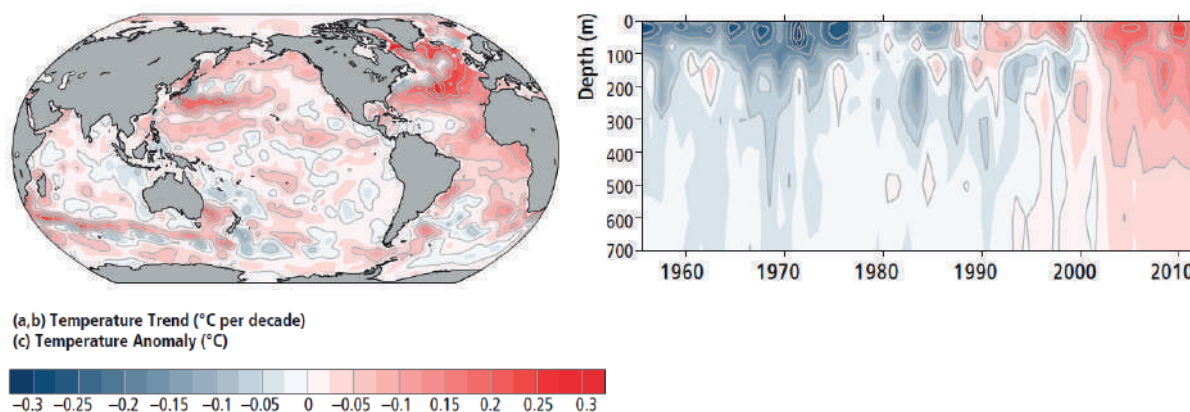 Depth (m)
0
100
200
300
400
500
600
700
1960 1970 1980 1990 2000 2010
(a,b) Temperature Trend (°C per decade)
(c) Temperature Anomaly (°C)
–0.3 –0.25 –0.2 –0.15 –0.1 –0.05 0 –0.05 –0.1 0.15 0.2 0.25 0.3